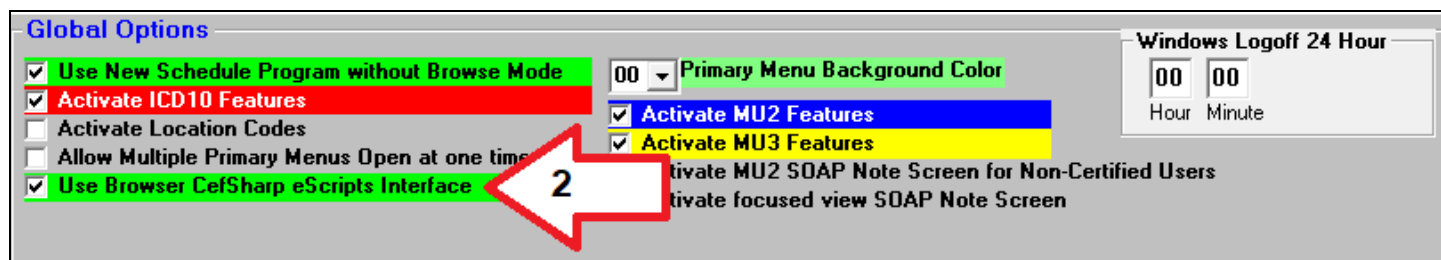 Global Options
Use New Schedule Program without Browse Mode
Activate ICD10 Features
Activate Location Codes
Allow Multiple Primary Menus Open at one time
Use Browser CefSharp eScripts Interface
2
00 Primary Menu Background Color
Activate MU2 Features
Activate MU3 Features
MU2 SOAP Note Screen for Non-Certified Users
focused view SOAP Note Screen
Windows Logoff 24 Hour
00 00
Hour Minute